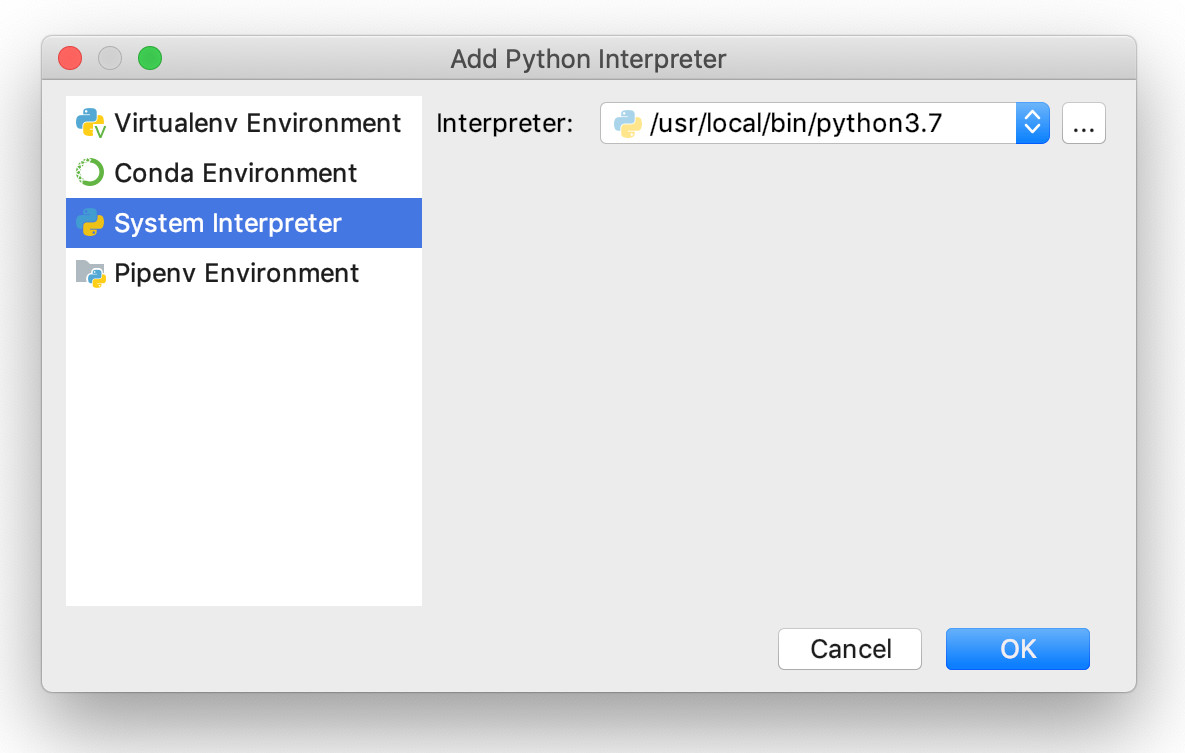 Add Python Interpreter
Virtualenv Environment
Conda Environment
System Interpreter
Pipenv Environment
Interpreter: /usr/local/bin/python3.7 ...
Cancel OK